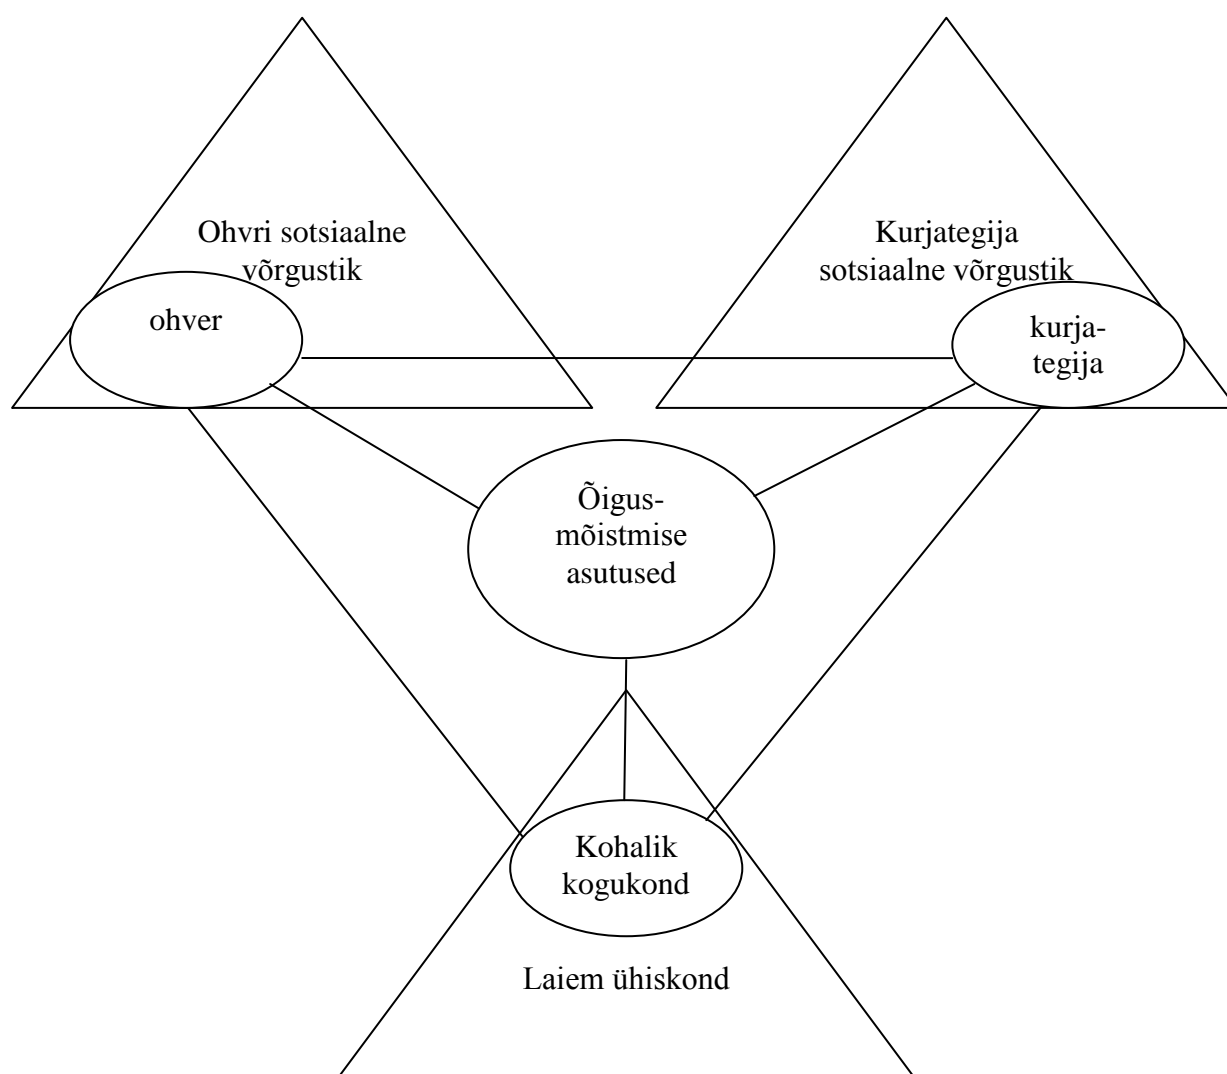 Ohvri sotsiaalne
võrgustik
Kurjategija
sotsiaalne võrgustik
ohver
kurja-
tegija
Õigus-
mõistmise
asutused
Kohalik
kogukond
Laiem ühiskond